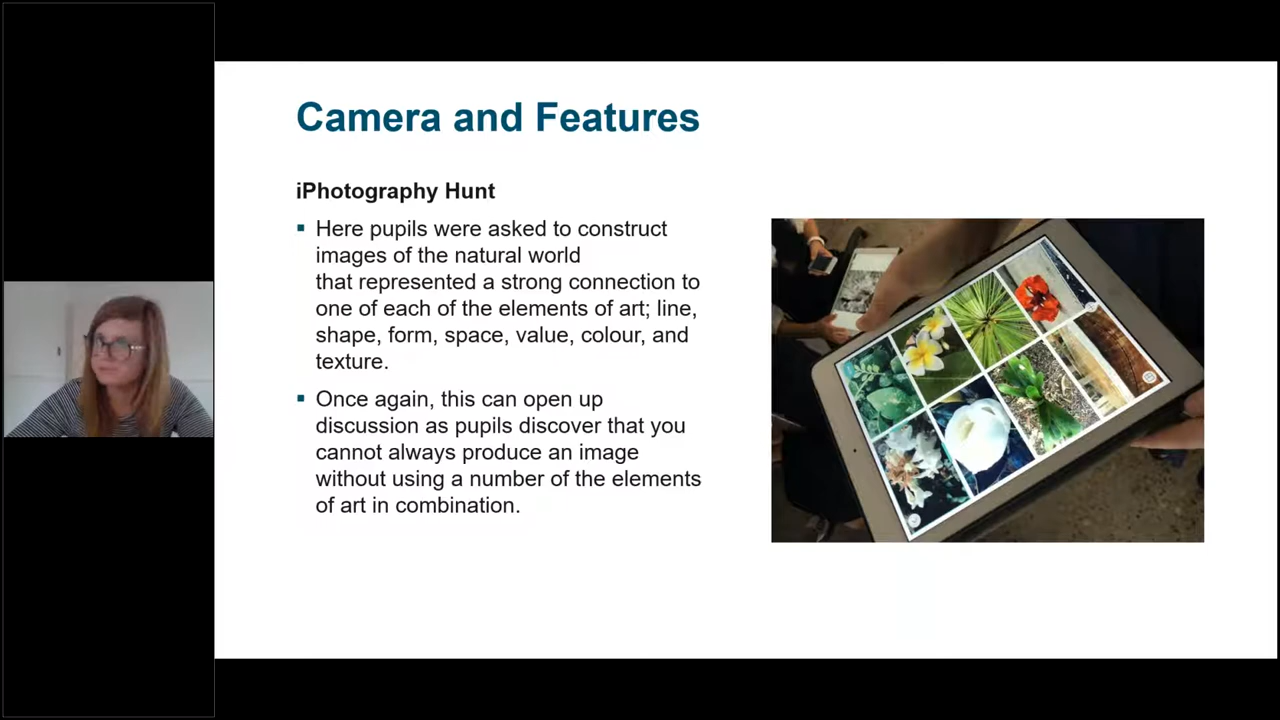 Camera and Features
iPhotography Hunt
▪ Here pupils were asked to construct
images of the natural world
that represented a strong connection to
one of each of the elements of art; line,
shape, form, space, value, colour, and
texture.
▪ Once again, this can open up
discussion as pupils discover that you
cannot always produce an image
without using a number of the elements
of art in combination.